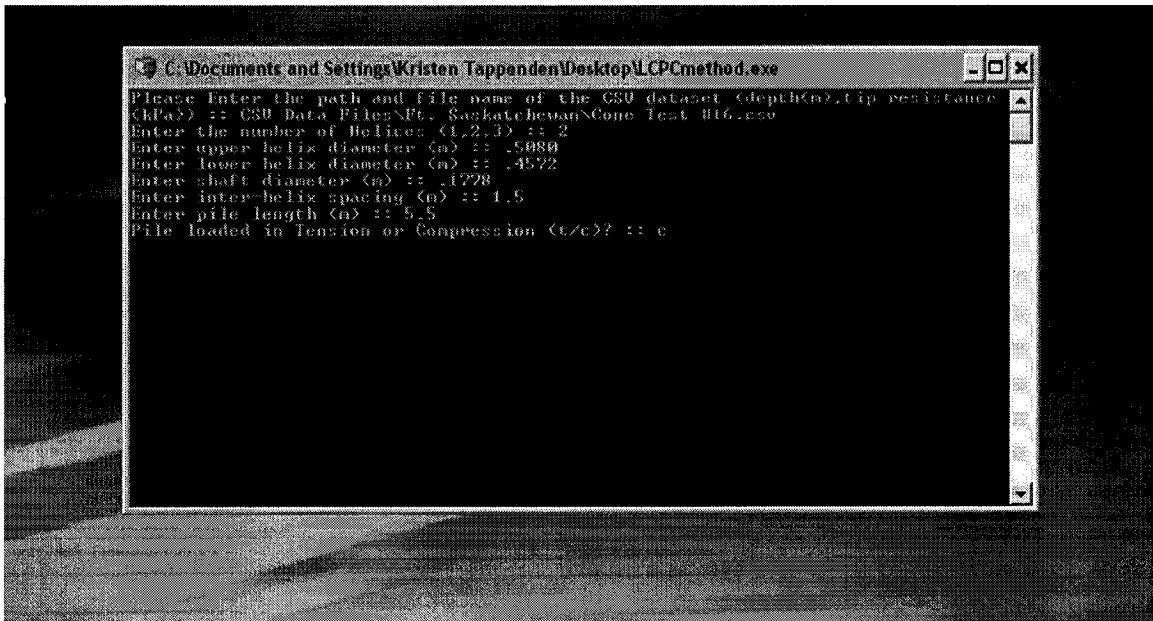 C:\Documents and Settings\Kristen Tappenden\Desktop\LCPCmethod.exe
Please Enter the path and file name of the CSV dataset (depth(m),tip resistance
(kPa)) :: CSV Data Files\Ft. Saskatchewan\Cone Test #16.csv
Enter the number of Helices (1,2,3) :: 2
Enter upper helix diameter (m) :: .5080
Enter lower helix diameter (m) :: .4572
Enter shaft diameter (m) :: .1778
Enter inter-helix spacing (m) :: 1.5
Enter pile length (m) :: 5.5
Pile loaded in Tension or Compression (t/c)? :: c